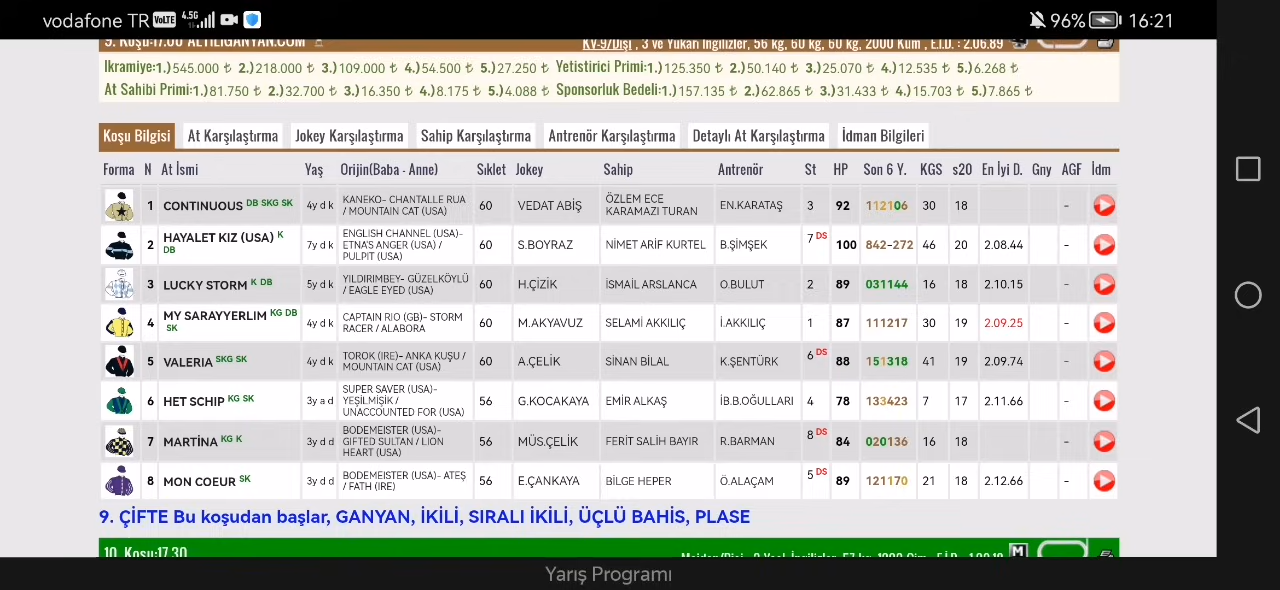 vodafone TR VoLTE 4.5G 96% 16:21
9. Koşu:17.00 ALTILIGANYAN.COM KV-9/Dişi , 3 ve Yukarı İngilizler, 56 kg, 60 kg, 60 kg, 2000 Kum , E.İ.D. : 2.06.89
İkramiye:1.)545.000 ₺ 2.)218.000 ₺ 3.)109.000 ₺ 4.)54.500 ₺ 5.)27.250 ₺ Yetistirici Primi:1.)125.350 ₺ 2.)50.140 ₺ 3.)25.070 ₺ 4.)12.535 ₺ 5.)6.268 ₺
At Sahibi Primi:1.)81.750 ₺ 2.)32.700 ₺ 3.)16.350 ₺ 4.)8.175 ₺ 5.)4.088 ₺ Sponsorluk Bedeli:1.)157.135 ₺ 2.)62.865 ₺ 3.)31.433 ₺ 4.)15.703 ₺ 5.)7.865 ₺
Koşu Bilgisi At Karşılaştırma Jokey Karşılaştırma Sahip Karşılaştırma Antrenör Karşılaştırma Detaylı At Karşılaştırma İdman Bilgileri
Forma N At İsmi Yaş Orijin(Baba - Anne) Sıklet Jokey Sahip Antrenör St HP Son 6 Y. KGS s20 En İyi D. Gny AGF İdm
1 CONTINUOUS DB SKG SK 4y d k KANEKO- CHANTALLE RUA / MOUNTAIN CAT (USA) 60 VEDAT ABİŞ ÖZLEM ECE KARAMAZI TURAN EN.KARATAŞ 3 92 112106 30 18 -
2 HAYALET KIZ (USA) K DB 7y d k ENGLISH CHANNEL (USA)- ETNA'S ANGER (USA) / PULPIT (USA) 60 S.BOYRAZ NİMET ARİF KURTEL B.ŞİMŞEK 7 DS 100 842-272 46 20 2.08.44 -
3 LUCKY STORM K DB 5y d k YILDIRIMBEY- GÜZELKÖYLÜ / EAGLE EYED (USA) 60 H.ÇİZİK İSMAİL ARSLANCA O.BULUT 2 89 031144 16 18 2.10.15 -
4 MY SARAYYERLIM KG DB SK 4y d k CAPTAIN RIO (GB)- STORM RACER / ALABORA 60 M.AKYAVUZ SELAMİ AKKILIÇ İ.AKKILIÇ 1 87 111217 30 19 2.09.25 -
5 VALERIA SKG SK 4y d k TOROK (IRE)- ANKA KUŞU / MOUNTAIN CAT (USA) 60 A.ÇELİK SİNAN BİLAL K.ŞENTÜRK 6 DS 88 151318 41 19 2.09.74 -
6 HET SCHIP KG SK 3y a d SUPER SAVER (USA)- YEŞİLMİŞİK / UNACCOUNTED FOR (USA) 56 G.KOCAKAYA EMİR ALKAŞ İB.B.OĞULLARI 4 78 133423 7 17 2.11.66 -
7 MARTİNA KG K 3y d d BODEMEISTER (USA)- GIFTED SULTAN / LION HEART (USA) 56 MÜS.ÇELİK FERİT SALİH BAYIR R.BARMAN 8 DS 84 020136 16 18 -
8 MON COEUR SK 3y d d BODEMEISTER (USA)- ATEŞ / FATH (IRE) 56 E.ÇANKAYA BİLGE HEPER Ö.ALAÇAM 5 DS 89 121170 21 18 2.12.66 -
9. ÇİFTE Bu koşudan başlar, GANYAN, İKİLİ, SIRALI İKİLİ, ÜÇLÜ BAHİS, PLASE
10. Koşu:17.30
Yarış Programı